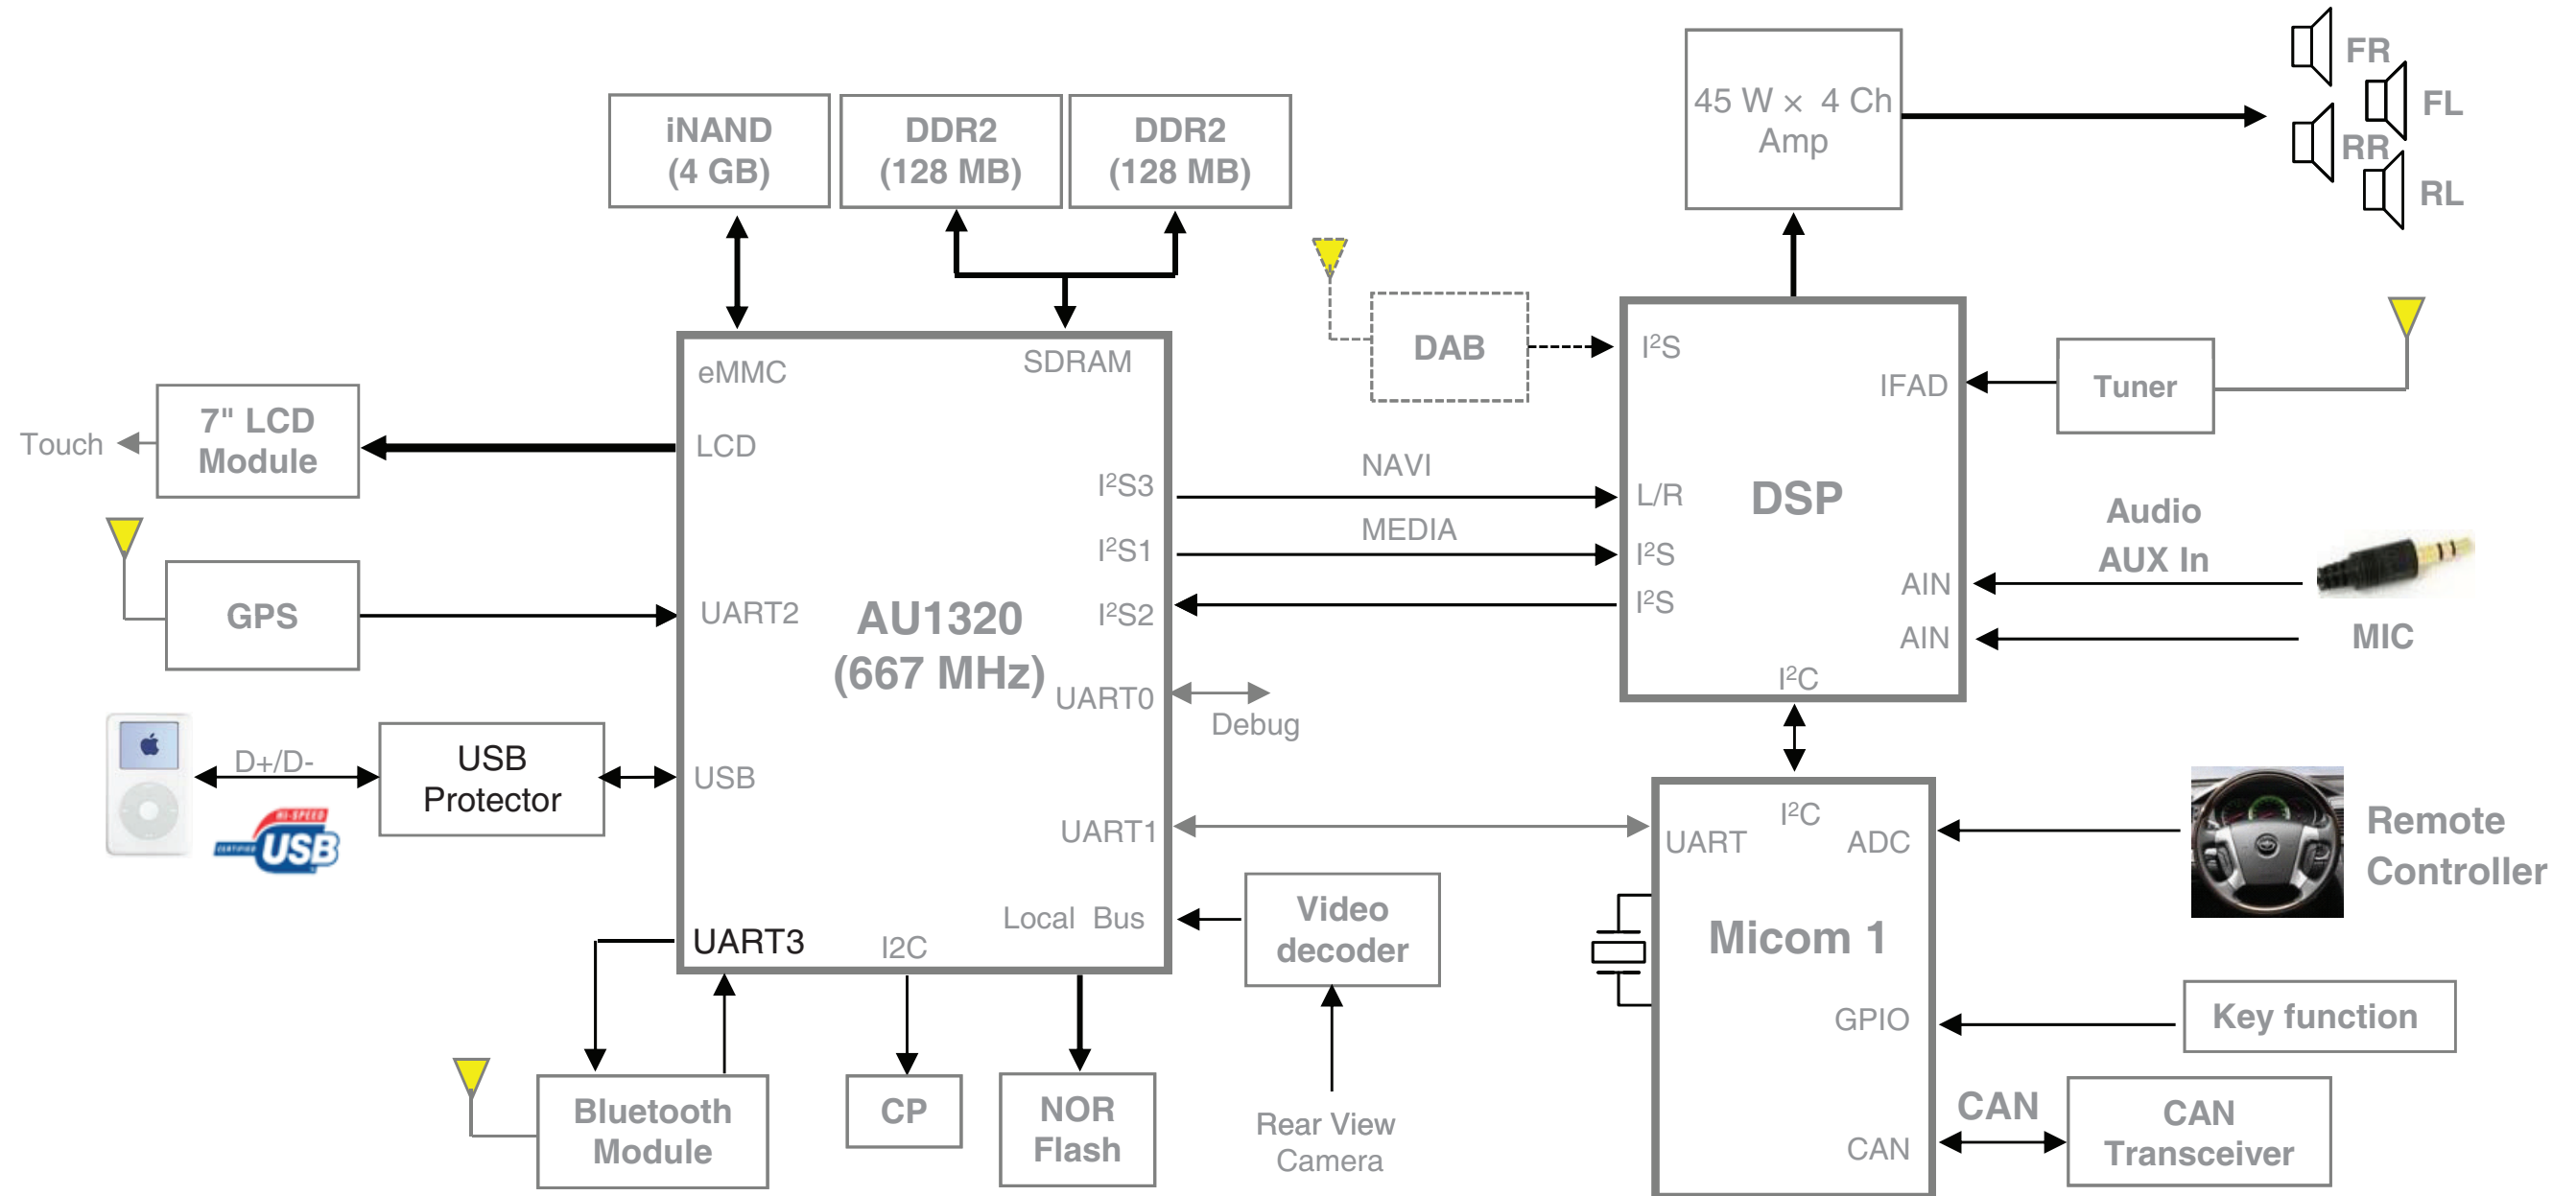 iNAND
(4 GB)
DDR2
(128 MB)
DDR2
(128 MB)
45 W × 4 Ch
Amp
FR
FL
RR
RL
eMMC
SDRAM
DAB
I²S
IFAD
Tuner
Touch
7" LCD
Module
LCD
I²S3
NAVI
L/R
DSP
I²S1
MEDIA
I²S
Audio
AUX In
AIN
GPS
UART2
AU1320
(667 MHz)
I²S2
I²S
AIN
MIC
UART0
Debug
I²C
D+/D-
USB
Protector
USB
HI-SPEED
CERTIFIED
USB
UART1
UART
I²C
ADC
Remote
Controller
Local Bus
Video
decoder
Micom 1
UART3
I2C
GPIO
Key function
Bluetooth
Module
CP
NOR
Flash
Rear View
Camera
CAN
CAN
CAN
Transceiver